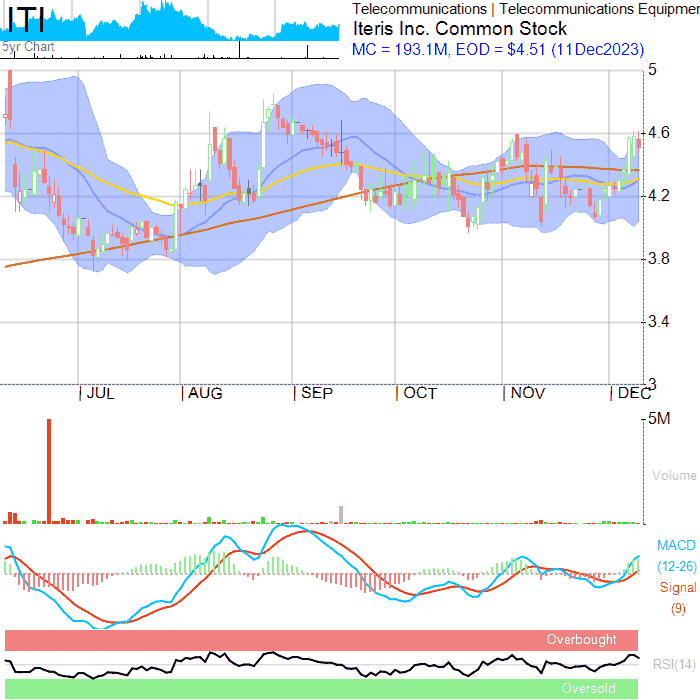 ITI
5yr Chart
Telecommunications | Telecommunications Equipmen
Iteris Inc. Common Stock
MC = 193.1M, EOD = $4.51 (11Dec2023)
5
4.6
4.2
3.8
3.4
3
JUL
AUG
SEP
OCT
NOV
DEC
5M
Volume
MACD
(12-26)
Signal
(9)
Overbought
RSI(14)
Oversold